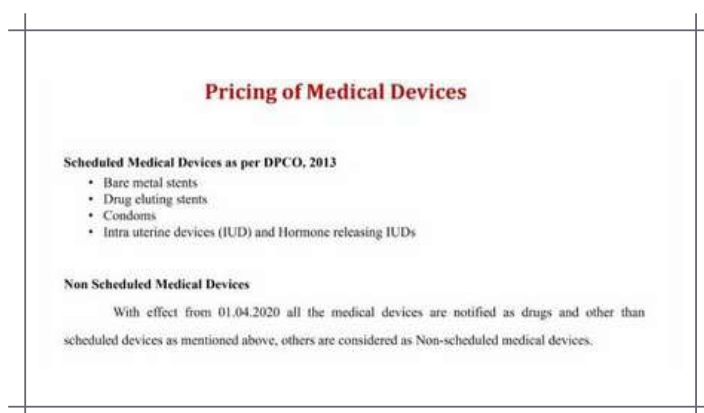 Pricing of Medical Devices
Scheduled Medical Devices as per DPCO, 2013
• Bare metal stents
• Drug eluting stents
• Condoms
• Intra uterine devices (IUD) and Hormone releasing IUDs
Non Scheduled Medical Devices
With effect from 01.04.2020 all the medical devices are notified as drugs and other than
scheduled devices as mentioned above, others are considered as Non-scheduled medical devices.